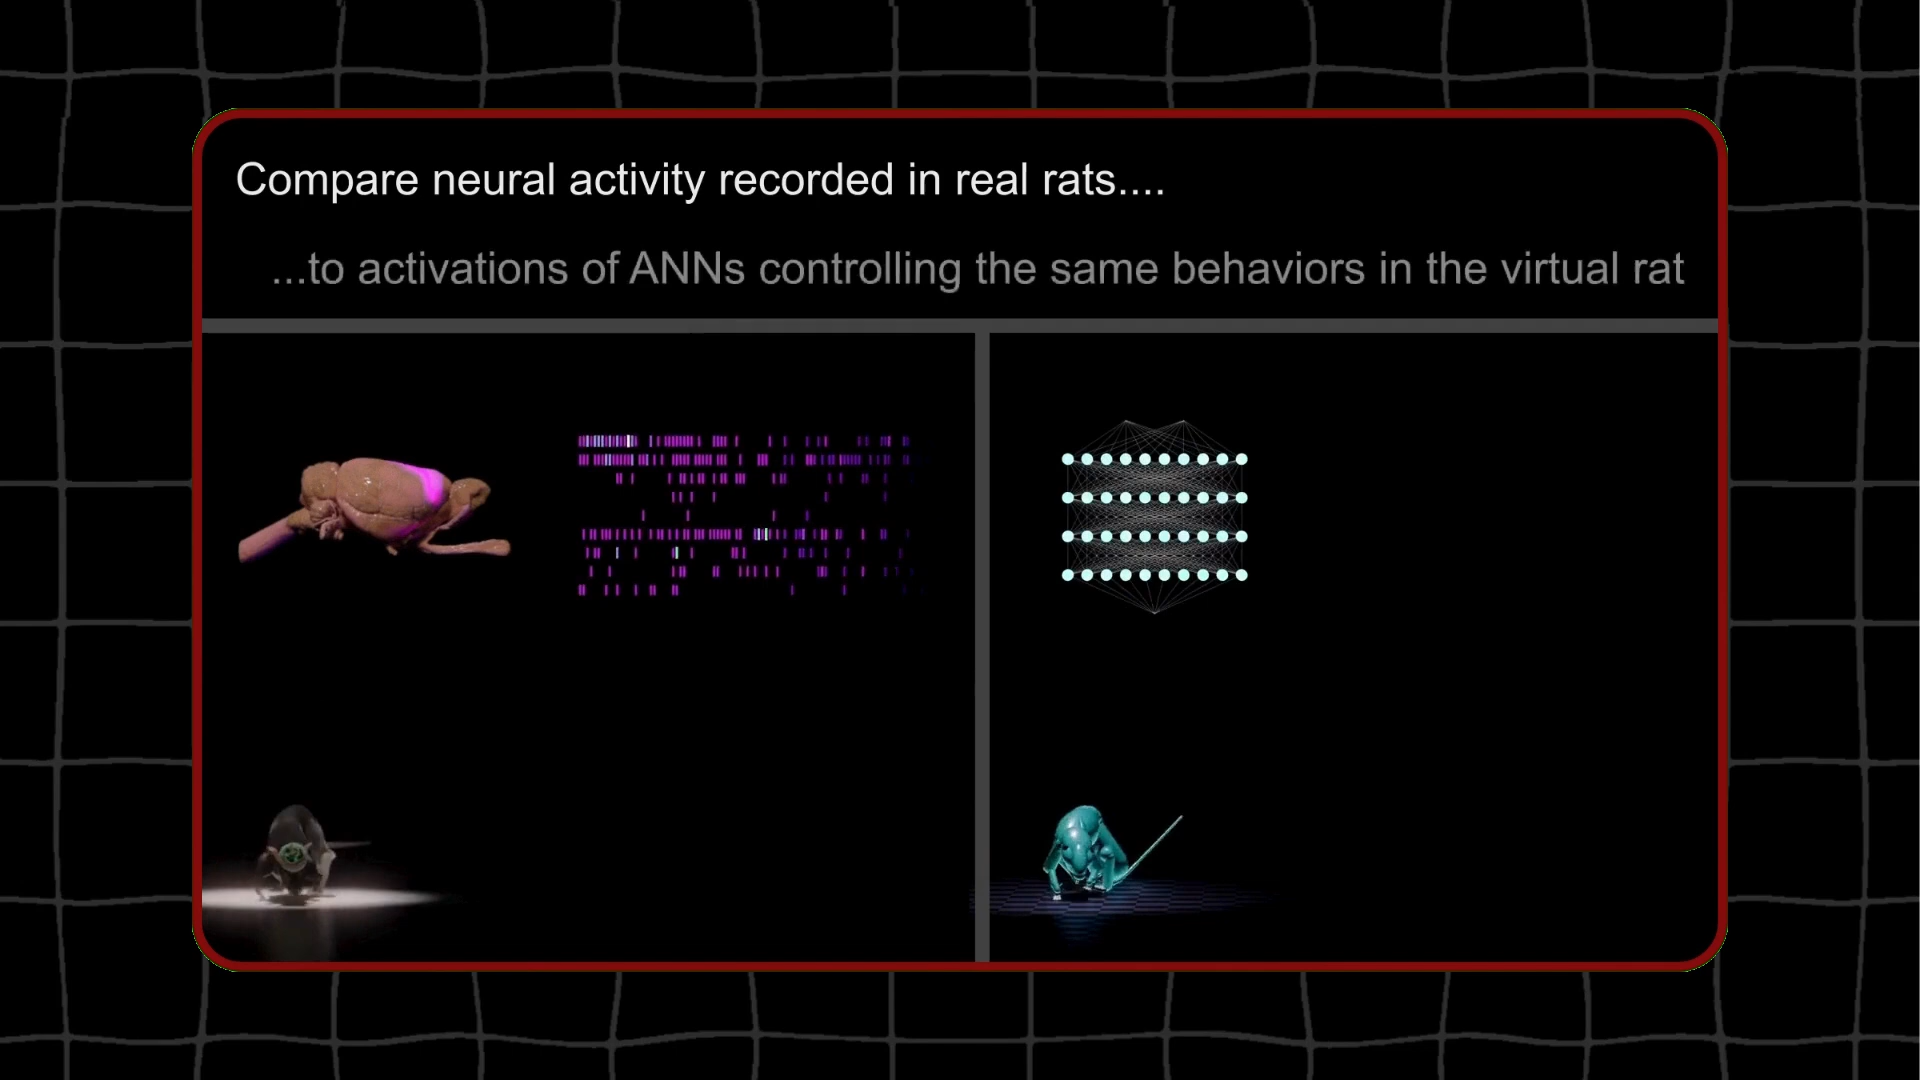 Compare neural activity recorded in real rats....
...to activations of ANNs controlling the same behaviors in the virtual rat